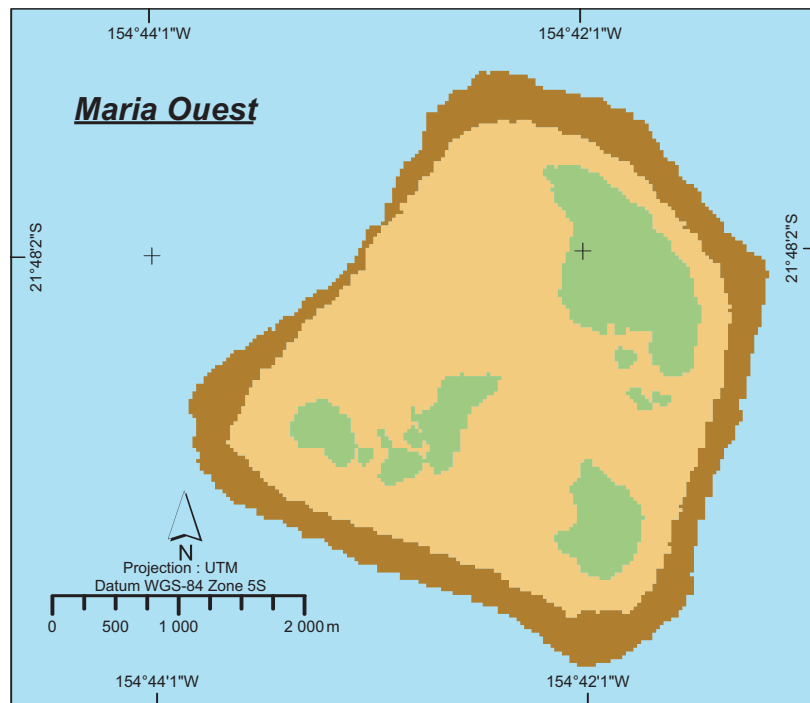 154°44'1"W
154°42'1"W
Maria Ouest
21°48'2"S
21°48'2"S
N
Projection : UTM
Datum WGS-84 Zone 5S
0 500 1 000 2 000 m
154°44'1"W
154°42'1"W